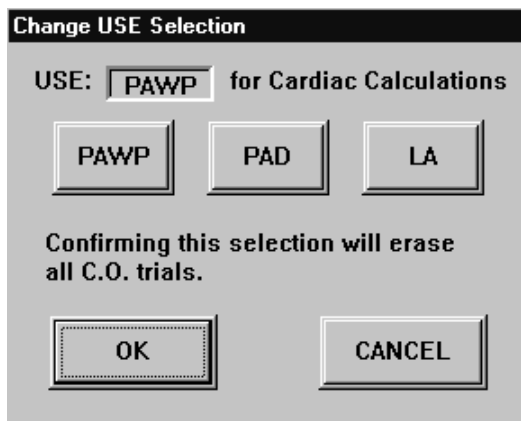 Change USE Selection
USE: PAWP for Cardiac Calculations
PAWP PAD LA
Confirming this selection will erase
all C.O. trials.
OK CANCEL